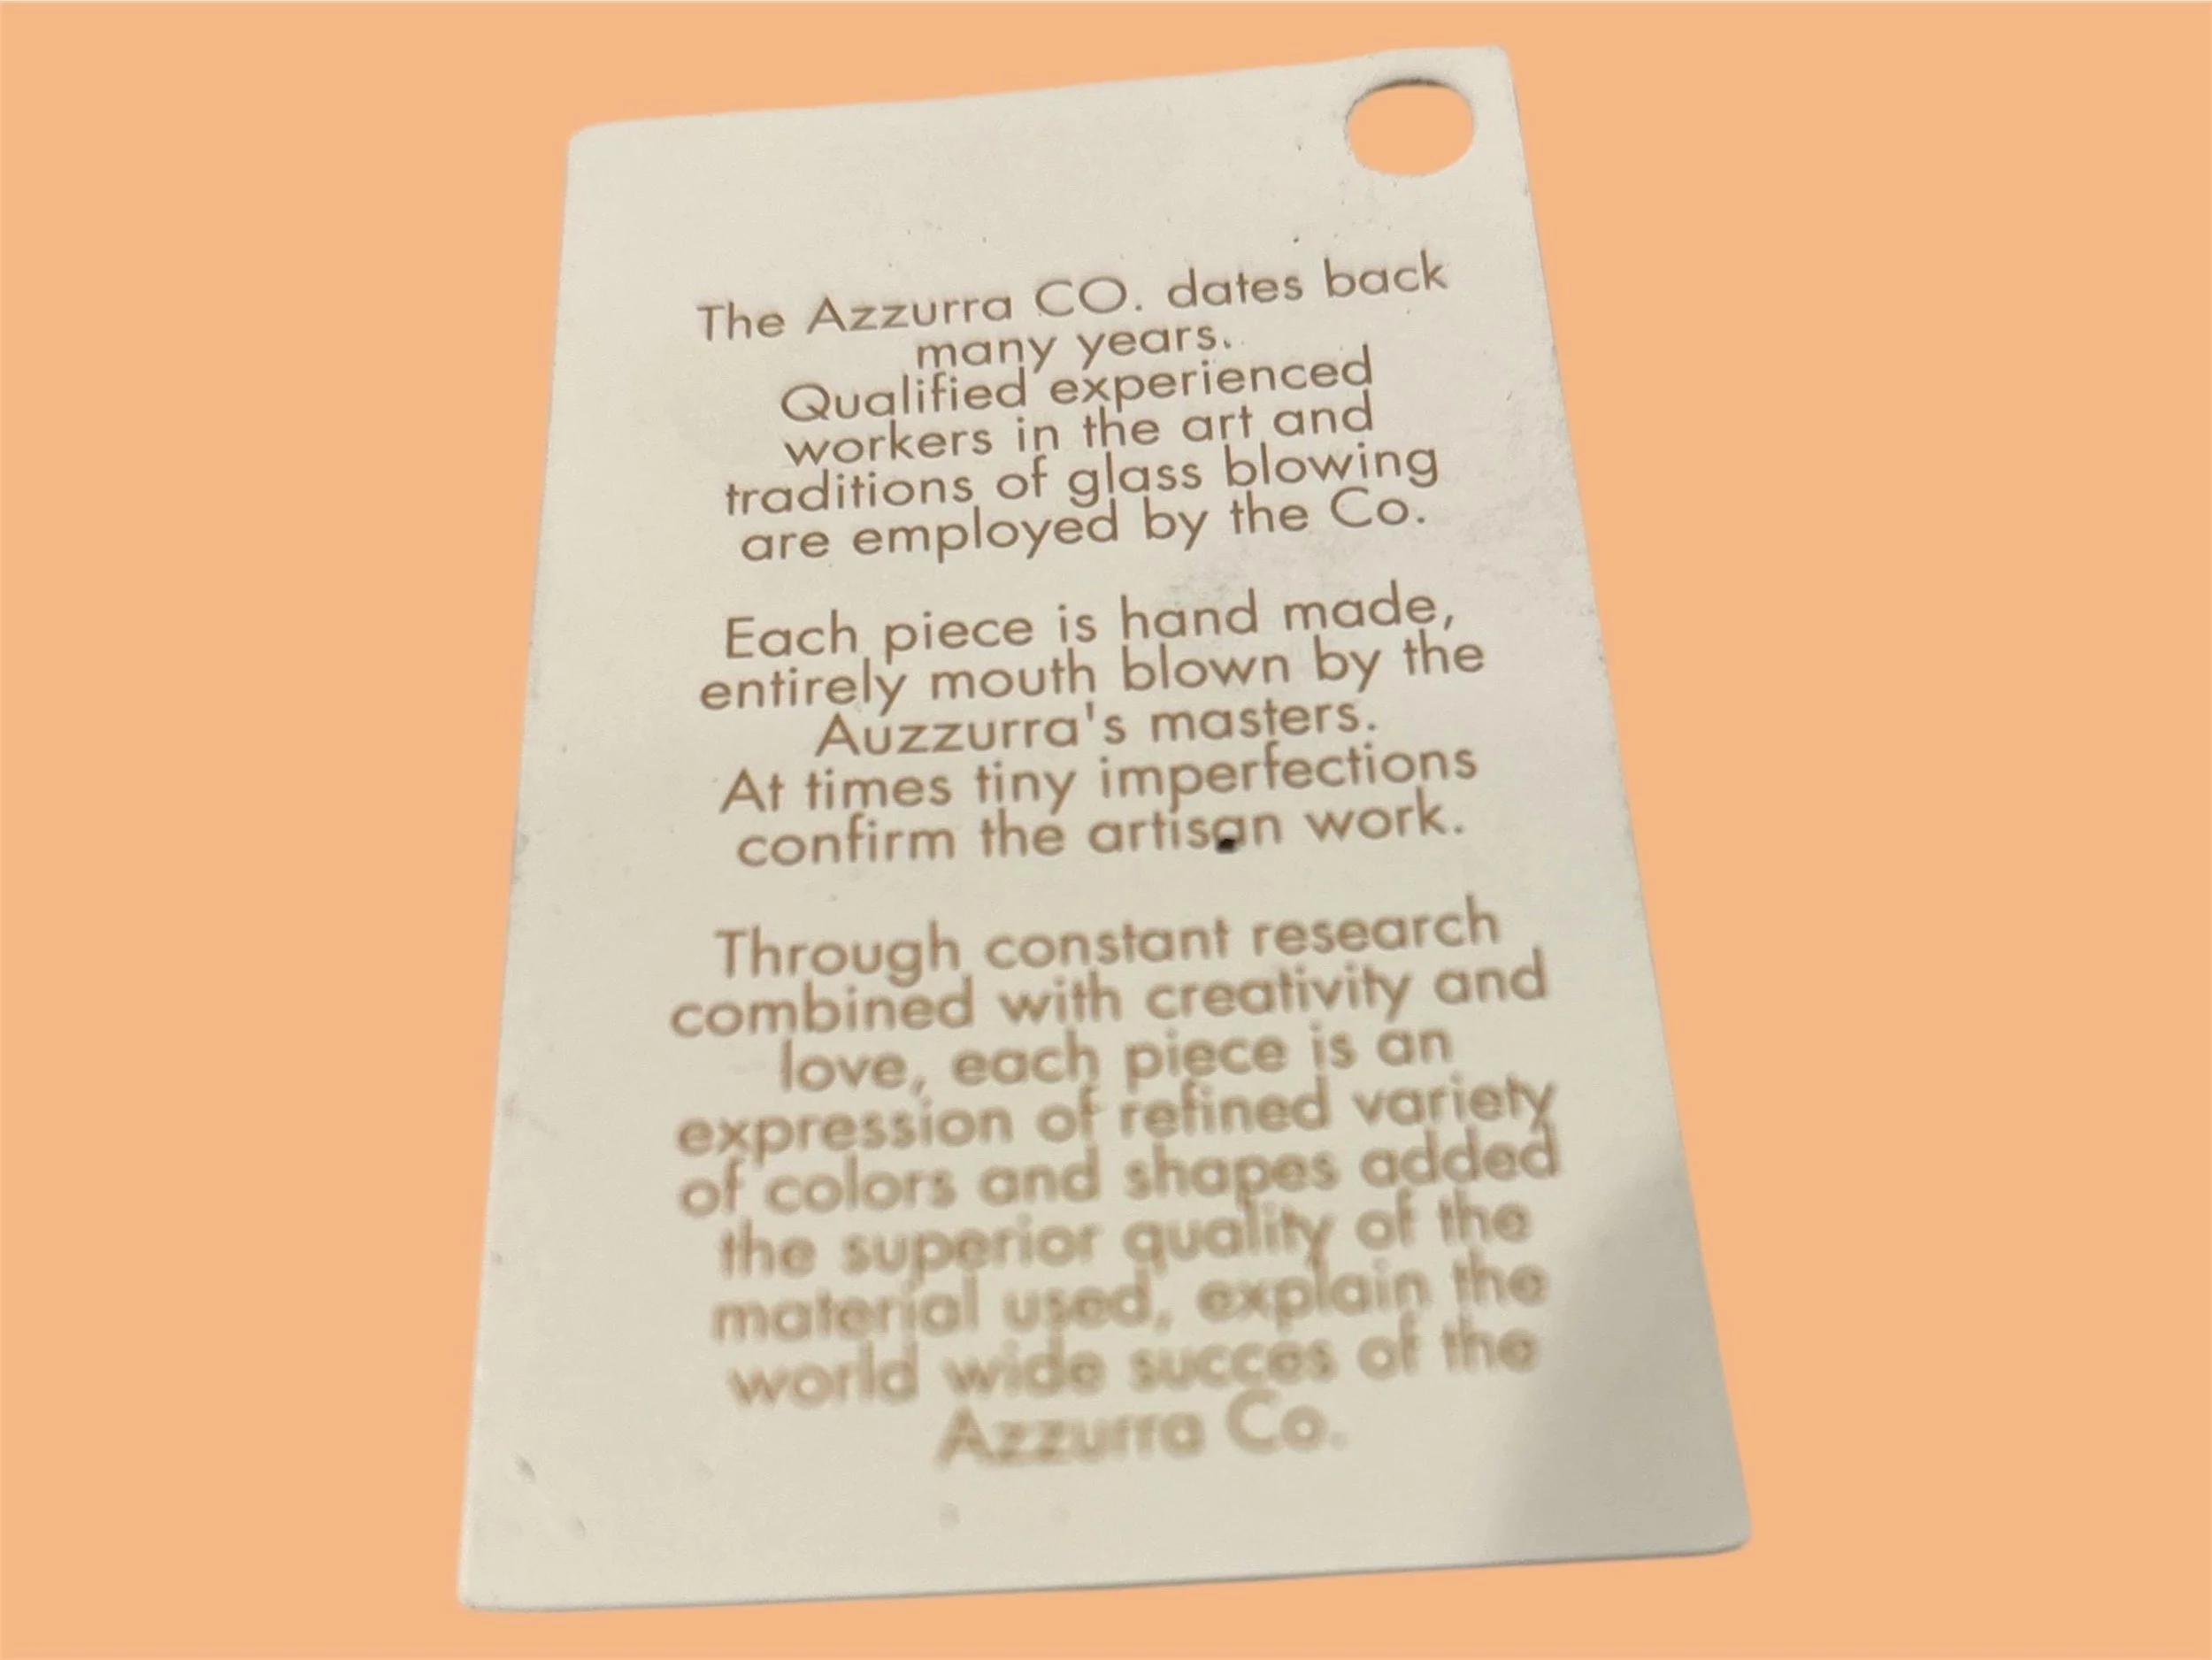 The Azzurra CO. dates back
many years.
Qualified experienced
workers in the art and
traditions of glass blowing
are employed by the Co.
Each piece is hand made,
entirely mouth blown by the
Auzzurra's masters.
At times tiny imperfections
confirm the artisan work.
Through constant research
combined with creativity and
love, each piece is an
expression of refined variety
of colors and shapes added
the superior quality of the
material used, explain the
world wide succes of the
Azzurra Co.